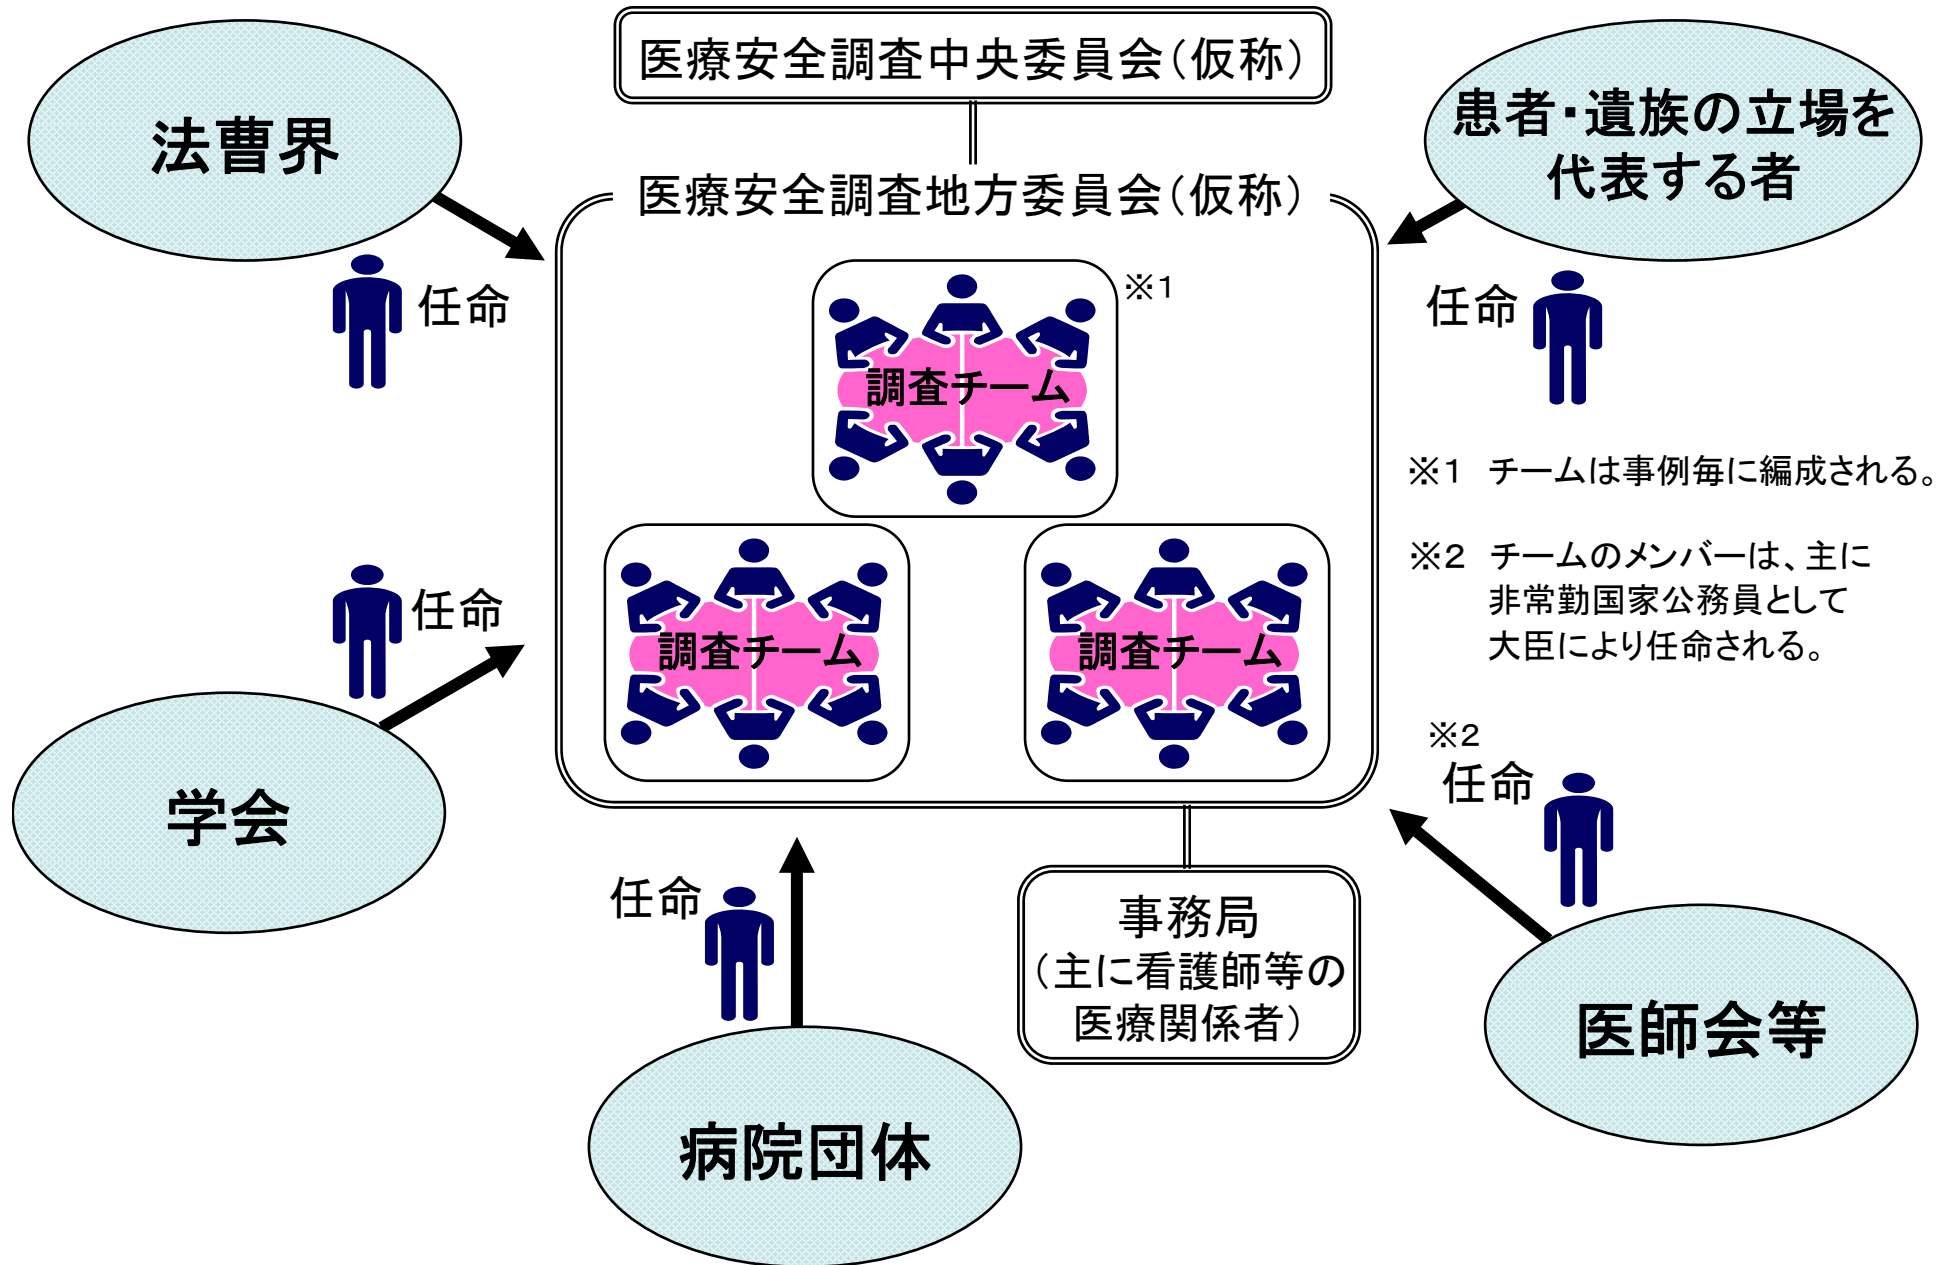 医療安全調査中央委員会（仮称）
法曹界
患者・遺族の立場を
代表する者
医療安全調査地方委員会（仮称）
任命
※1
任命
調査チーム
※1　チームは事例毎に編成される。
※2　チームのメンバーは、主に
非常勤国家公務員として
大臣により任命される。
任命
調査チーム
調査チーム
※2
任命
学会
任命
事務局
（主に看護師等の
医療関係者）
医師会等
病院団体